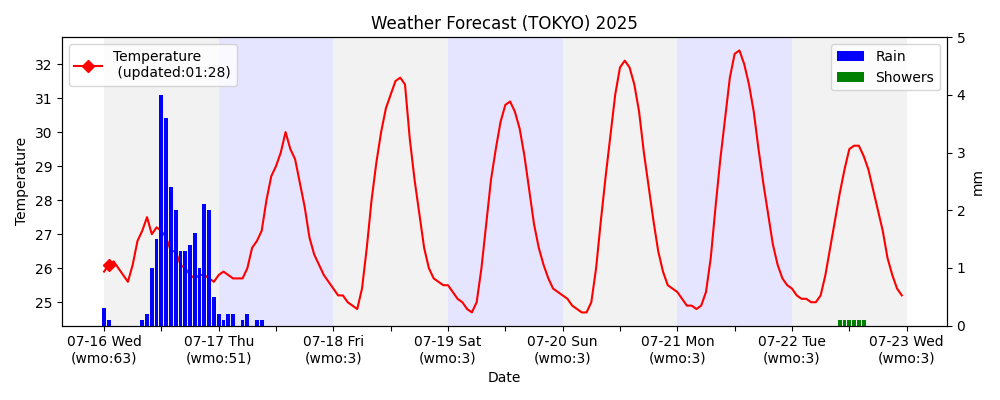 Weather Forecast (TOKYO) 2025
Temperature
(updated:01:28)
Rain
Showers
Temperature
32
31
30
29
28
27
26
25
5
4
3
2
1
0
mm
07-16 Wed
(wmo:63)
07-17 Thu
(wmo:51)
07-18 Fri
(wmo:3)
07-19 Sat
(wmo:3)
07-20 Sun
(wmo:3)
07-21 Mon
(wmo:3)
07-22 Tue
(wmo:3)
07-23 Wed
(wmo:3)
Date